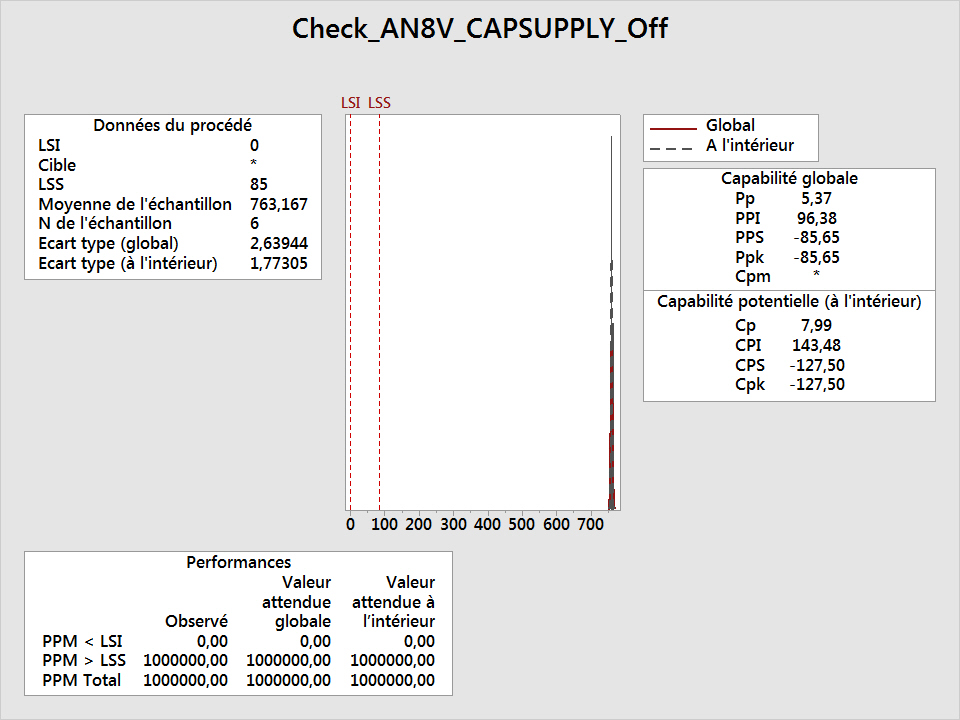 Check_AN8V_CAPSUPPLY_Off
LSI LSS
Données du procédé
LSI 0
Cible *
LSS 85
Moyenne de l'échantillon 763,167
N de l'échantillon 6
Ecart type (global) 2,63944
Ecart type (à l'intérieur) 1,77305
Global
A l'intérieur
Capabilité globale
Pp 5,37
PPI 96,38
PPS -85,65
Ppk -85,65
Cpm *
Capabilité potentielle (à l'intérieur)
Cp 7,99
CPI 143,48
CPS -127,50
Cpk -127,50
0 100 200 300 400 500 600 700
Performances
Valeur Valeur
attendue attendue à
Observé globale l'intérieur
PPM < LSI 0,00 0,00 0,00
PPM > LSS 1000000,00 1000000,00 1000000,00
PPM Total 1000000,00 1000000,00 1000000,00